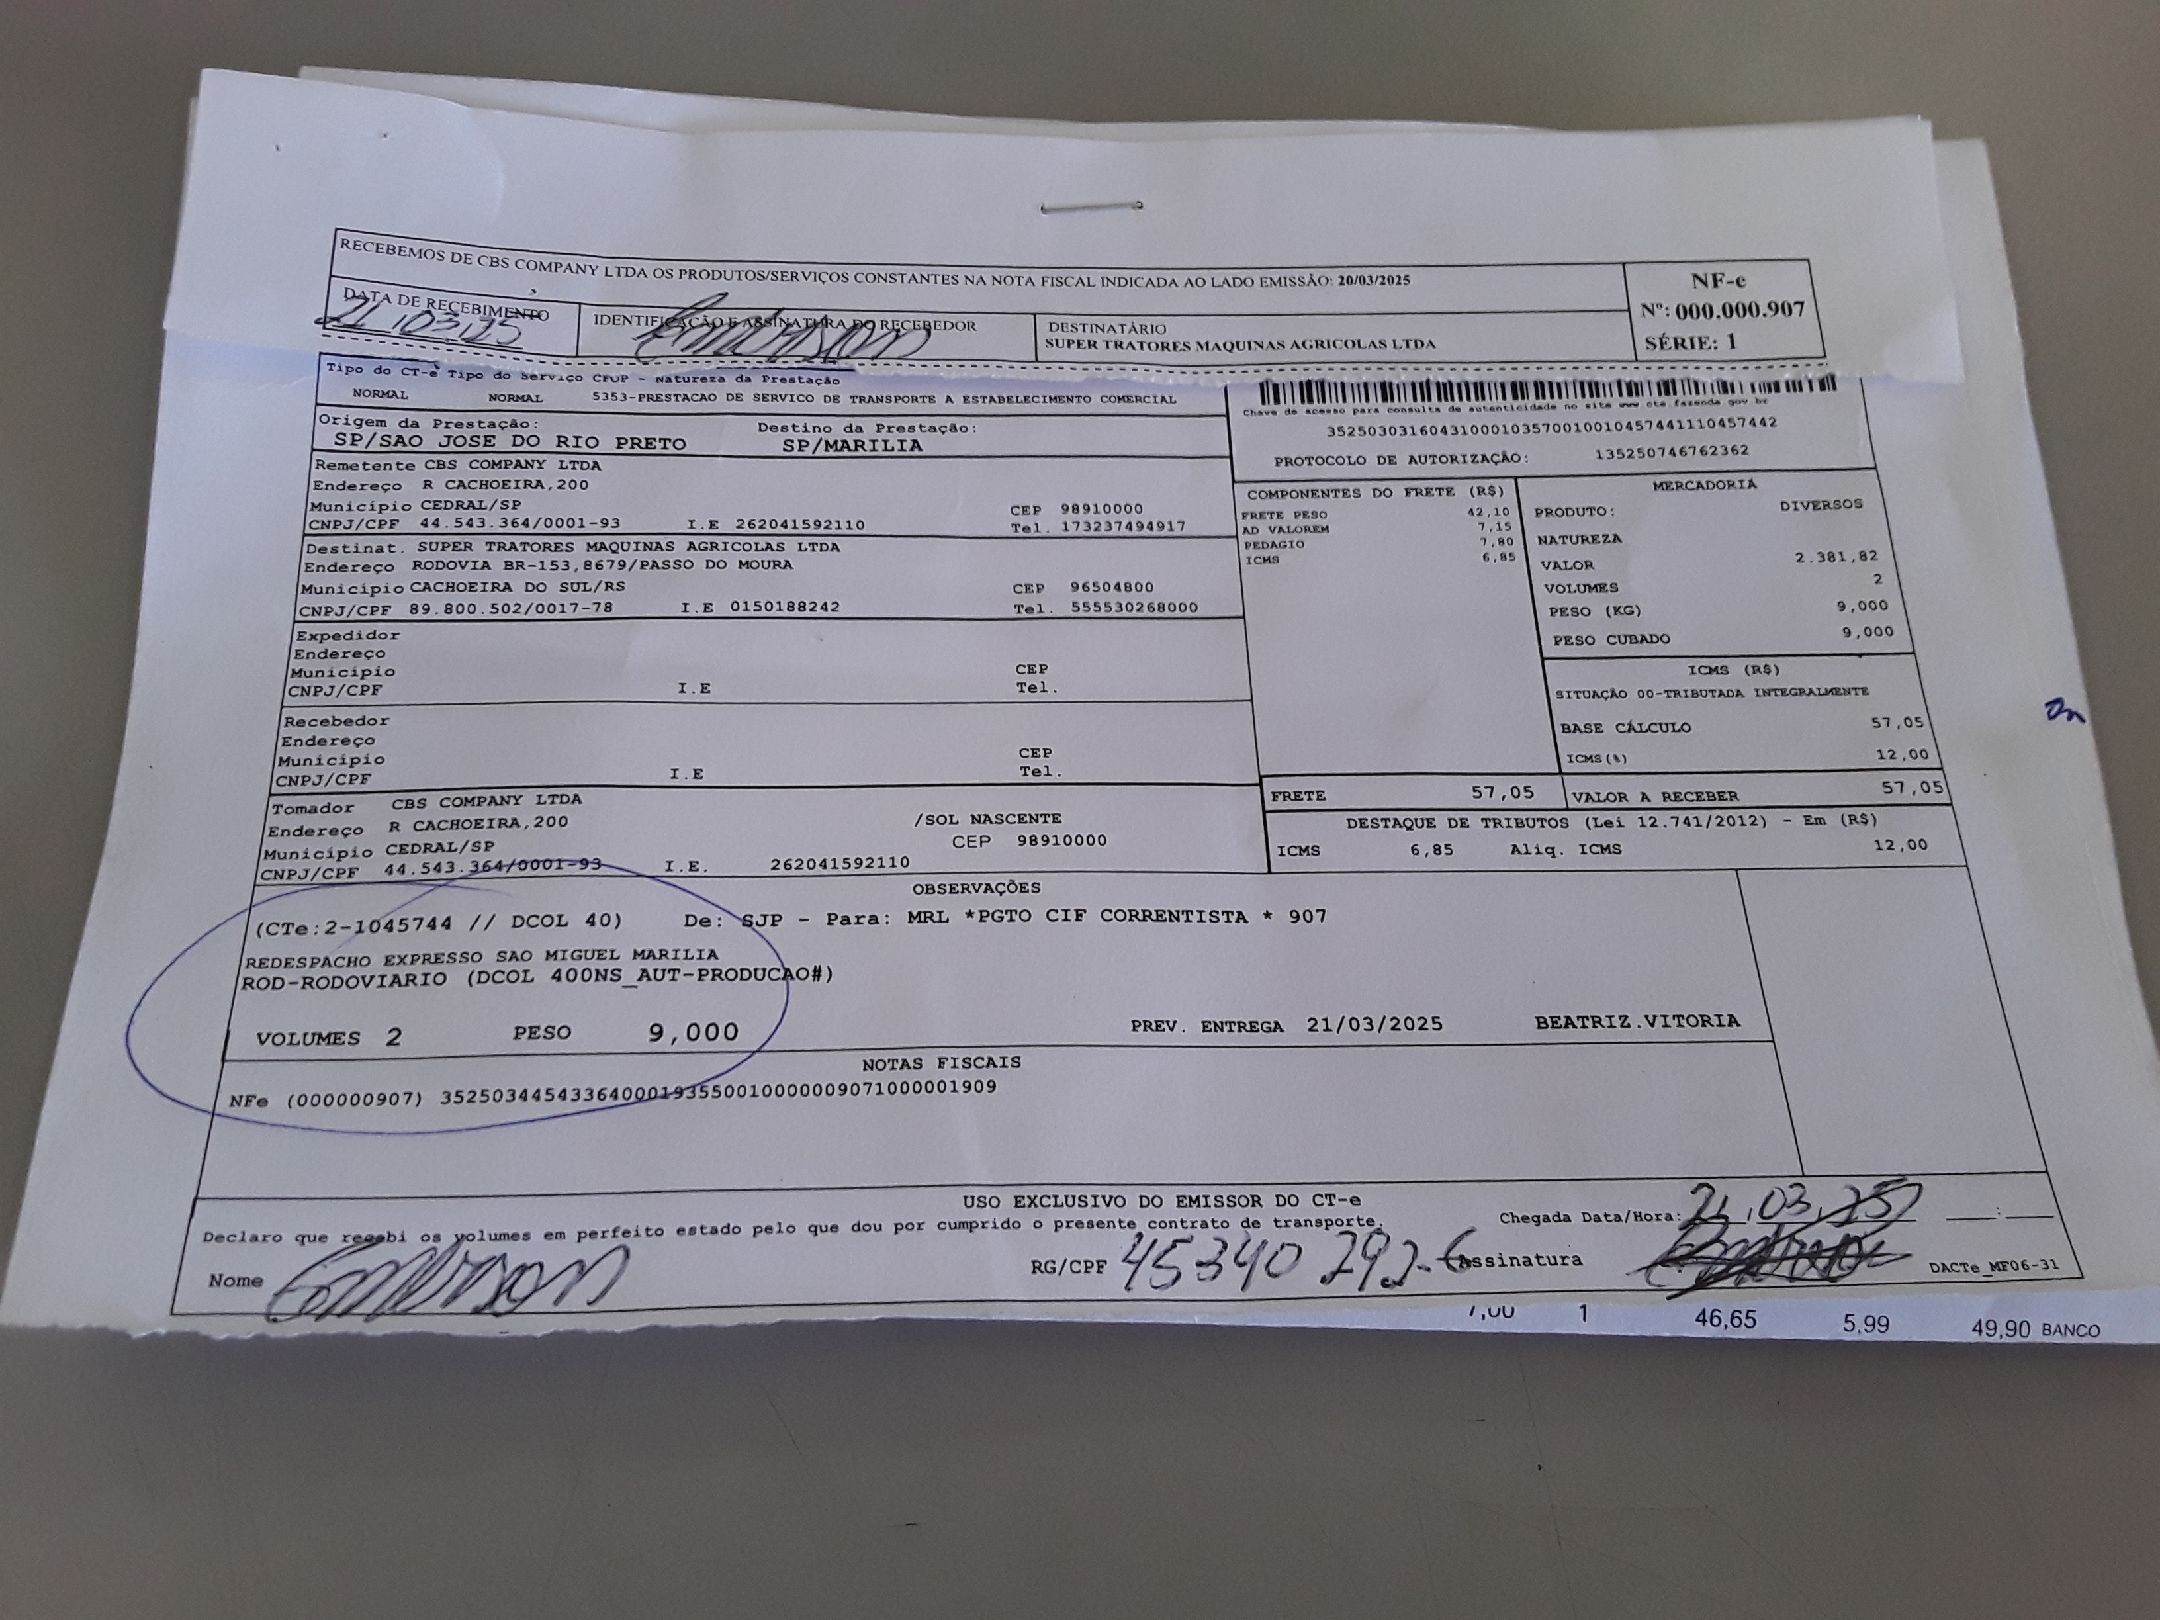 RECEBEMOS DE CBS COMPANY LTDA OS PRODUTOS/SERVIÇOS CONSTANTES NA NOTA FISCAL INDICADA AO LADO EMISSÃO: 20/03/2025
NF-e
Nº: 000.000.907
SÉRIE: 1
DATA DE RECEBIMENTO
21,03,25
IDENTIFICAÇÃO E ASSINATURA DO RECEBEDOR
DESTINATÁRIO
SUPER TRATORES MAQUINAS AGRICOLAS LTDA
Tipo do CT-e Tipo do Serviço CFOP - Natureza da Prestação
NORMAL NORMAL 5353-PRESTACAO DE SERVICO DE TRANSPORTE A ESTABELECIMENTO COMERCIAL
Chave de acesso para consulta de autenticidade no site www cte.fazenda.gov.br
35250303160431000103570010010457441110457442
PROTOCOLO DE AUTORIZAÇÃO: 135250746762362
Origem da Prestação: Destino da Prestação:
SP/SAO JOSE DO RIO PRETO SP/MARILIA
Remetente CBS COMPANY LTDA
Endereço R CACHOEIRA,200
Município CEDRAL/SP CEP 98910000
CNPJ/CPF 44.543.364/0001-93 I.E 262041592110 Tel. 173237494917
Destinat. SUPER TRATORES MAQUINAS AGRICOLAS LTDA
Endereço RODOVIA BR-153,8679/PASSO DO MOURA
Município CACHOEIRA DO SUL/RS CEP 96504800
CNPJ/CPF 89.800.502/0017-78 I.E 0150188242 Tel. 555530268000
Expedidor
Endereço
Município CEP
CNPJ/CPF I.E Tel.
Recebedor
Endereço
Município CEP
CNPJ/CPF I.E Tel.
Tomador CBS COMPANY LTDA
Endereço R CACHOEIRA,200 /SOL NASCENTE
Município CEDRAL/SP CEP 98910000
CNPJ/CPF 44.543.364/0001-93 I.E. 262041592110
COMPONENTES DO FRETE (R$)
FRETE PESO 42,10
AD VALOREM 7,15
PEDAGIO 7,80
ICMS 6,85
MERCADORIA
PRODUTO: DIVERSOS
NATUREZA
VALOR 2.381,82
VOLUMES 2
PESO (KG) 9,000
PESO CUBADO 9,000
ICMS (R$)
SITUAÇÃO 00-TRIBUTADA INTEGRALMENTE
BASE CÁLCULO 57,05
ICMS(%) 12,00
FRETE 57,05 VALOR A RECEBER 57,05
DESTAQUE DE TRIBUTOS (Lei 12.741/2012) - Em (R$)
ICMS 6,85 Aliq. ICMS 12,00
OBSERVAÇÕES
(CTe:2-1045744 // DCOL 40) De: SJP - Para: MRL *PGTO CIF CORRENTISTA * 907
REDESPACHO EXPRESSO SAO MIGUEL MARILIA
ROD-RODOVIARIO (DCOL 400NS_AUT-PRODUCAO#)
VOLUMES 2 PESO 9,000 PREV. ENTREGA 21/03/2025 BEATRIZ.VITORIA
NOTAS FISCAIS
NFe (000000907) 35250344543364000193550010000009071000001909
USO EXCLUSIVO DO EMISSOR DO CT-e
Declaro que recebi os volumes em perfeito estado pelo que dou por cumprido o presente contrato de transporte.
Chegada Data/Hora: 21,03,25 :
Nome RG/CPF 45340292-6 Assinatura
DACTe_MF06-31
7,00 1 46,65 5,99 49,90 BANCO